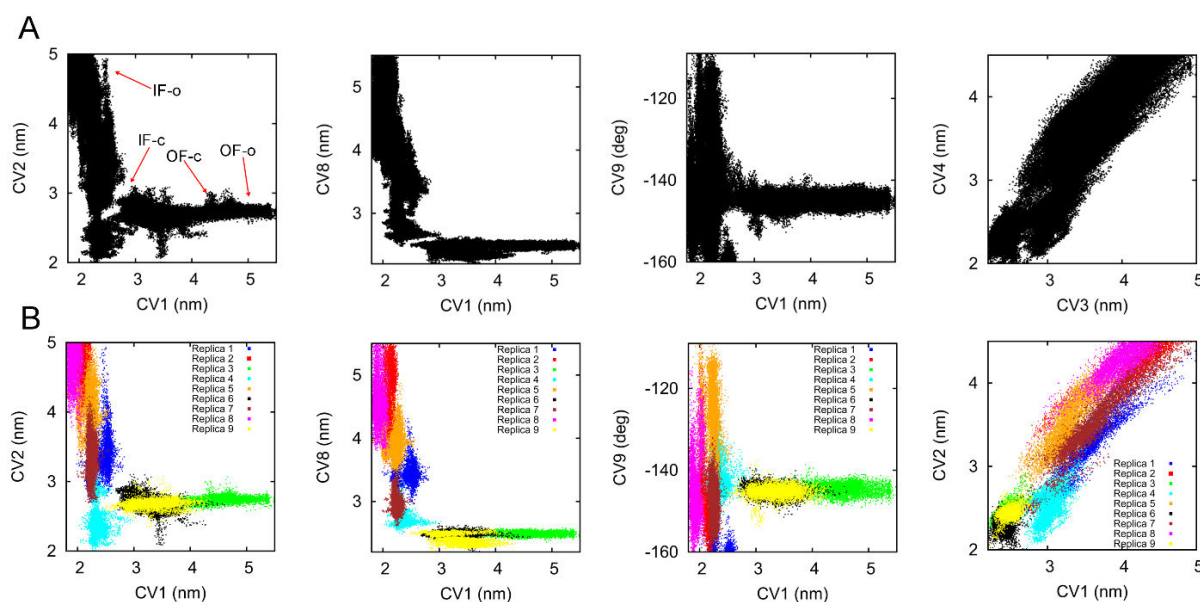 A
CV2 (nm)
5
4
3
2
IF-o
IF-c
OF-c
OF-o
2 3 4 5
CV1 (nm)
CV8 (nm)
5
4
3
2 3 4 5
CV1 (nm)
CV9 (deg)
-120
-140
-160
2 3 4 5
CV1 (nm)
CV4 (nm)
4
3
2
3 4 5
CV3 (nm)
B
CV2 (nm)
5
4
3
2
Replica 1
Replica 2
Replica 3
Replica 4
Replica 5
Replica 6
Replica 7
Replica 8
Replica 9
2 3 4 5
CV1 (nm)
CV8 (nm)
5
4
3
Replica 1
Replica 2
Replica 3
Replica 4
Replica 5
Replica 6
Replica 7
Replica 8
Replica 9
2 3 4 5
CV1 (nm)
CV9 (deg)
-120
-140
-160
Replica 1
Replica 2
Replica 3
Replica 4
Replica 5
Replica 6
Replica 7
Replica 8
Replica 9
2 3 4 5
CV1 (nm)
CV2 (nm)
4
3
2
Replica 1
Replica 2
Replica 3
Replica 4
Replica 5
Replica 6
Replica 7
Replica 8
Replica 9
3 4 5
CV1 (nm)